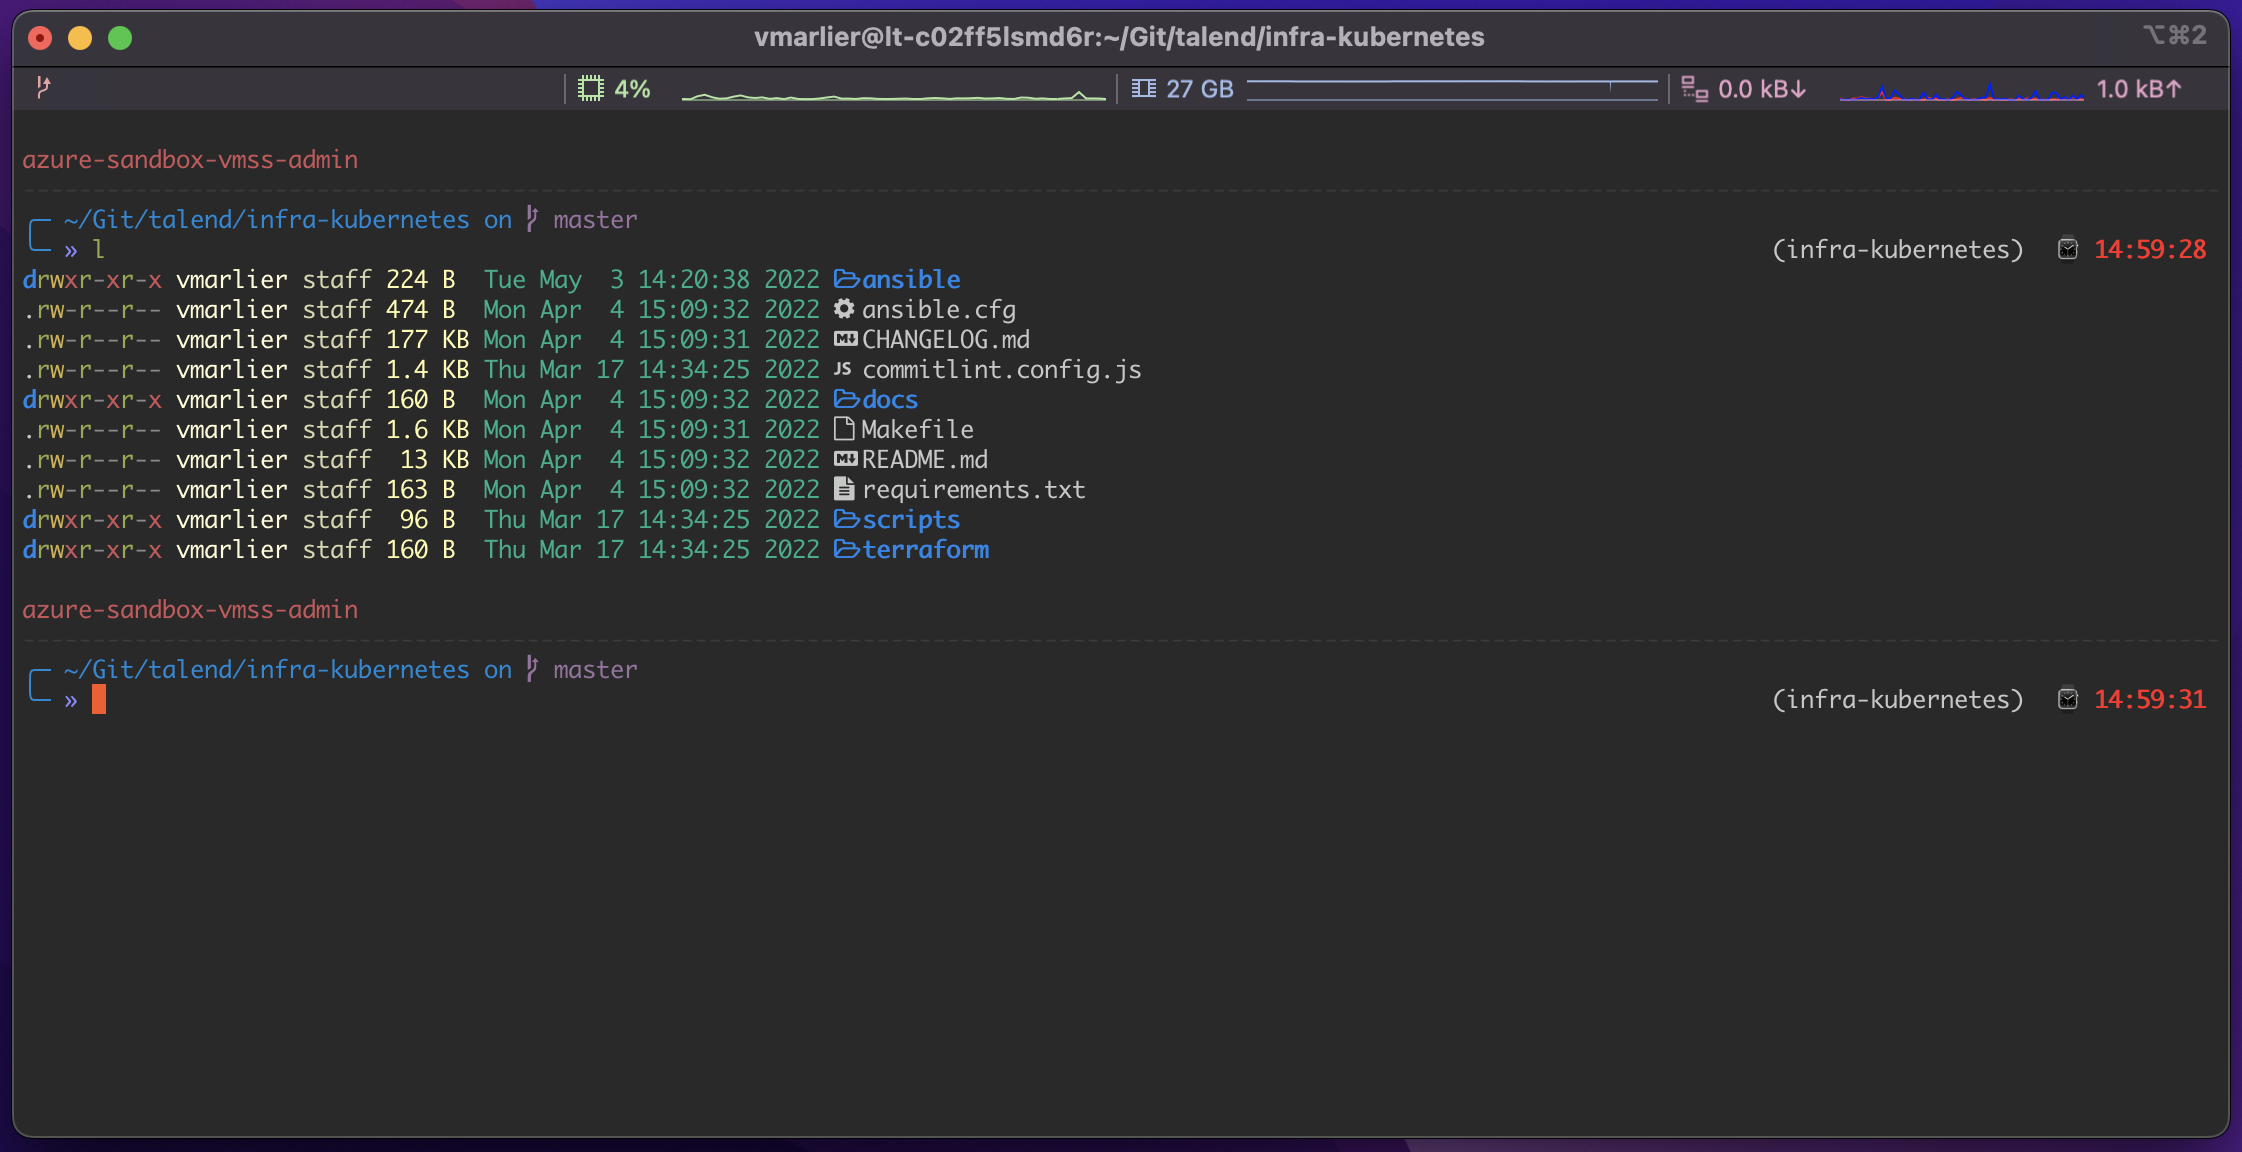 vmarlier@lt-c02ff5lsmd6r:~/Git/talend/infra-kubernetes
⌥⌘2
4% 27 GB 0.0 kB↓ 1.0 kB↑
azure-sandbox-vmss-admin
~/Git/talend/infra-kubernetes on master
» l (infra-kubernetes) 14:59:28
drwxr-xr-x vmarlier staff 224 B Tue May 3 14:20:38 2022 ansible
.rw-r--r-- vmarlier staff 474 B Mon Apr 4 15:09:32 2022 ansible.cfg
.rw-r--r-- vmarlier staff 177 KB Mon Apr 4 15:09:31 2022 CHANGELOG.md
.rw-r--r-- vmarlier staff 1.4 KB Thu Mar 17 14:34:25 2022 JS commitlint.config.js
drwxr-xr-x vmarlier staff 160 B Mon Apr 4 15:09:32 2022 docs
.rw-r--r-- vmarlier staff 1.6 KB Mon Apr 4 15:09:31 2022 Makefile
.rw-r--r-- vmarlier staff 13 KB Mon Apr 4 15:09:32 2022 README.md
.rw-r--r-- vmarlier staff 163 B Mon Apr 4 15:09:32 2022 requirements.txt
drwxr-xr-x vmarlier staff 96 B Thu Mar 17 14:34:25 2022 scripts
drwxr-xr-x vmarlier staff 160 B Thu Mar 17 14:34:25 2022 terraform
azure-sandbox-vmss-admin
~/Git/talend/infra-kubernetes on master
» (infra-kubernetes) 14:59:31